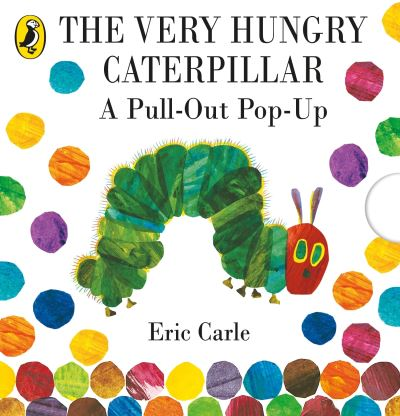 THE VERY HUNGRY
CATERPILLAR
A Pull-Out Pop-Up
Eric Carle